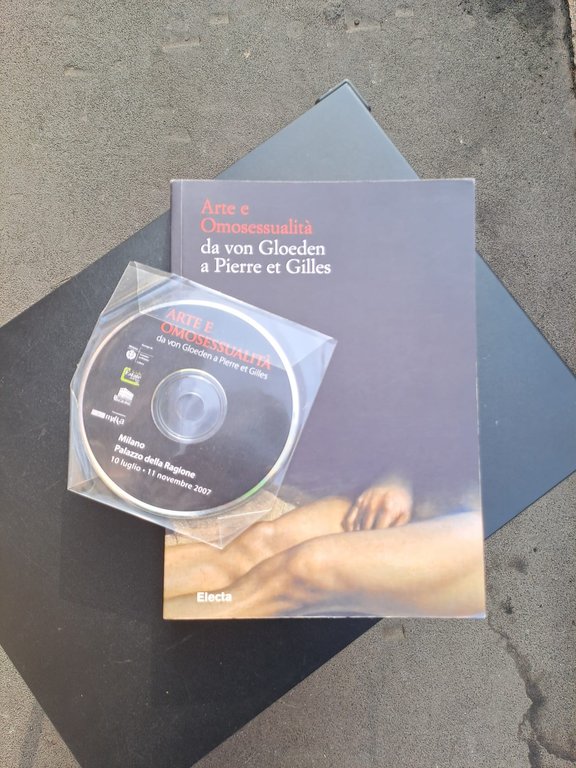 Arte e
Omosessualità
da von Gloeden
a Pierre et Gilles
ARTE E
OMOSESSUALITÀ
da von Gloeden a Pierre et Gilles
Milano
Palazzo della Ragione
10 luglio • 11 novembre 2007
Electa